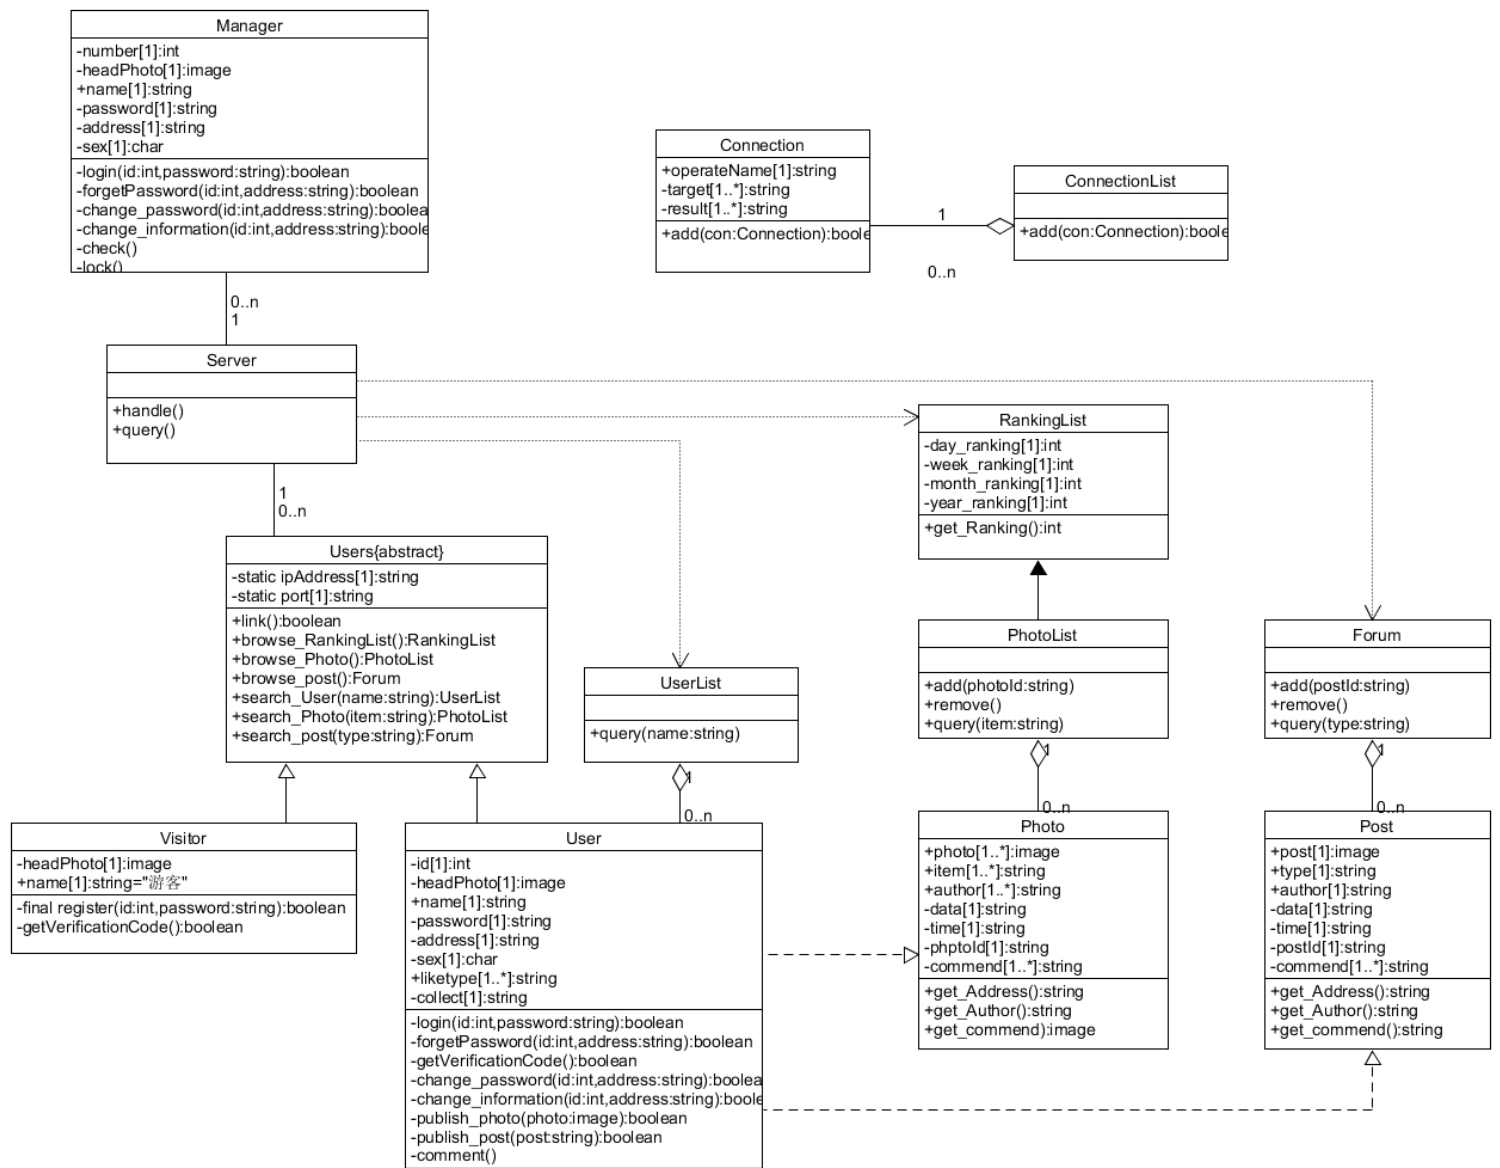 Manager
-number[1]:int
-headPhoto[1]:image
+name[1]:string
-password[1]:string
-address[1]:string
-sex[1]:char
-login(id:int,password:string):boolean
-forgetPassword(id:int,address:string):boolean
-change_password(id:int,address:string):boolea
-change_information(id:int,address:string):boole
-check()
-lock()
0..n
1
Connection
+operateName[1]:string
-target[1..*]:string
-result[1..*]:string
+add(con:Connection):boole
1
0..n
ConnectionList
+add(con:Connection):boole
Server
+handle()
+query()
1
0..n
RankingList
-day_ranking[1]:int
-week_ranking[1]:int
-month_ranking[1]:int
-year_ranking[1]:int
+get_Ranking():int
Users{abstract}
-static ipAddress[1]:string
-static port[1]:string
+link():boolean
+browse_RankingList():RankingList
+browse_Photo():PhotoList
+browse_post():Forum
+search_User(name:string):UserList
+search_Photo(item:string):PhotoList
+search_post(type:string):Forum
UserList
+query(name:string)
1
0..n
PhotoList
+add(photoId:string)
+remove()
+query(item:string)
1
0..n
Forum
+add(postId:string)
+remove()
+query(type:string)
1
0..n
Visitor
-headPhoto[1]:image
+name[1]:string="游客"
-final register(id:int,password:string):boolean
-getVerificationCode():boolean
User
-id[1]:int
-headPhoto[1]:image
+name[1]:string
-password[1]:string
-address[1]:string
-sex[1]:char
+liketype[1..*]:string
-collect[1]:string
-login(id:int,password:string):boolean
-forgetPassword(id:int,address:string):boolean
-getVerificationCode():boolean
-change_password(id:int,address:string):boolea
-change_information(id:int,address:string):boole
-publish_photo(photo:image):boolean
-publish_post(post:string):boolean
-comment()
Photo
+photo[1..*]:image
+item[1..*]:string
+author[1..*]:string
-data[1]:string
-time[1]:string
-phptoId[1]:string
-commend[1..*]:string
+get_Address():string
+get_Author():string
+get_commend):image
Post
+post[1]:image
+type[1]:string
+author[1]:string
-data[1]:string
-time[1]:string
-postId[1]:string
-commend[1..*]:string
+get_Address():string
+get_Author():string
+get_commend():string